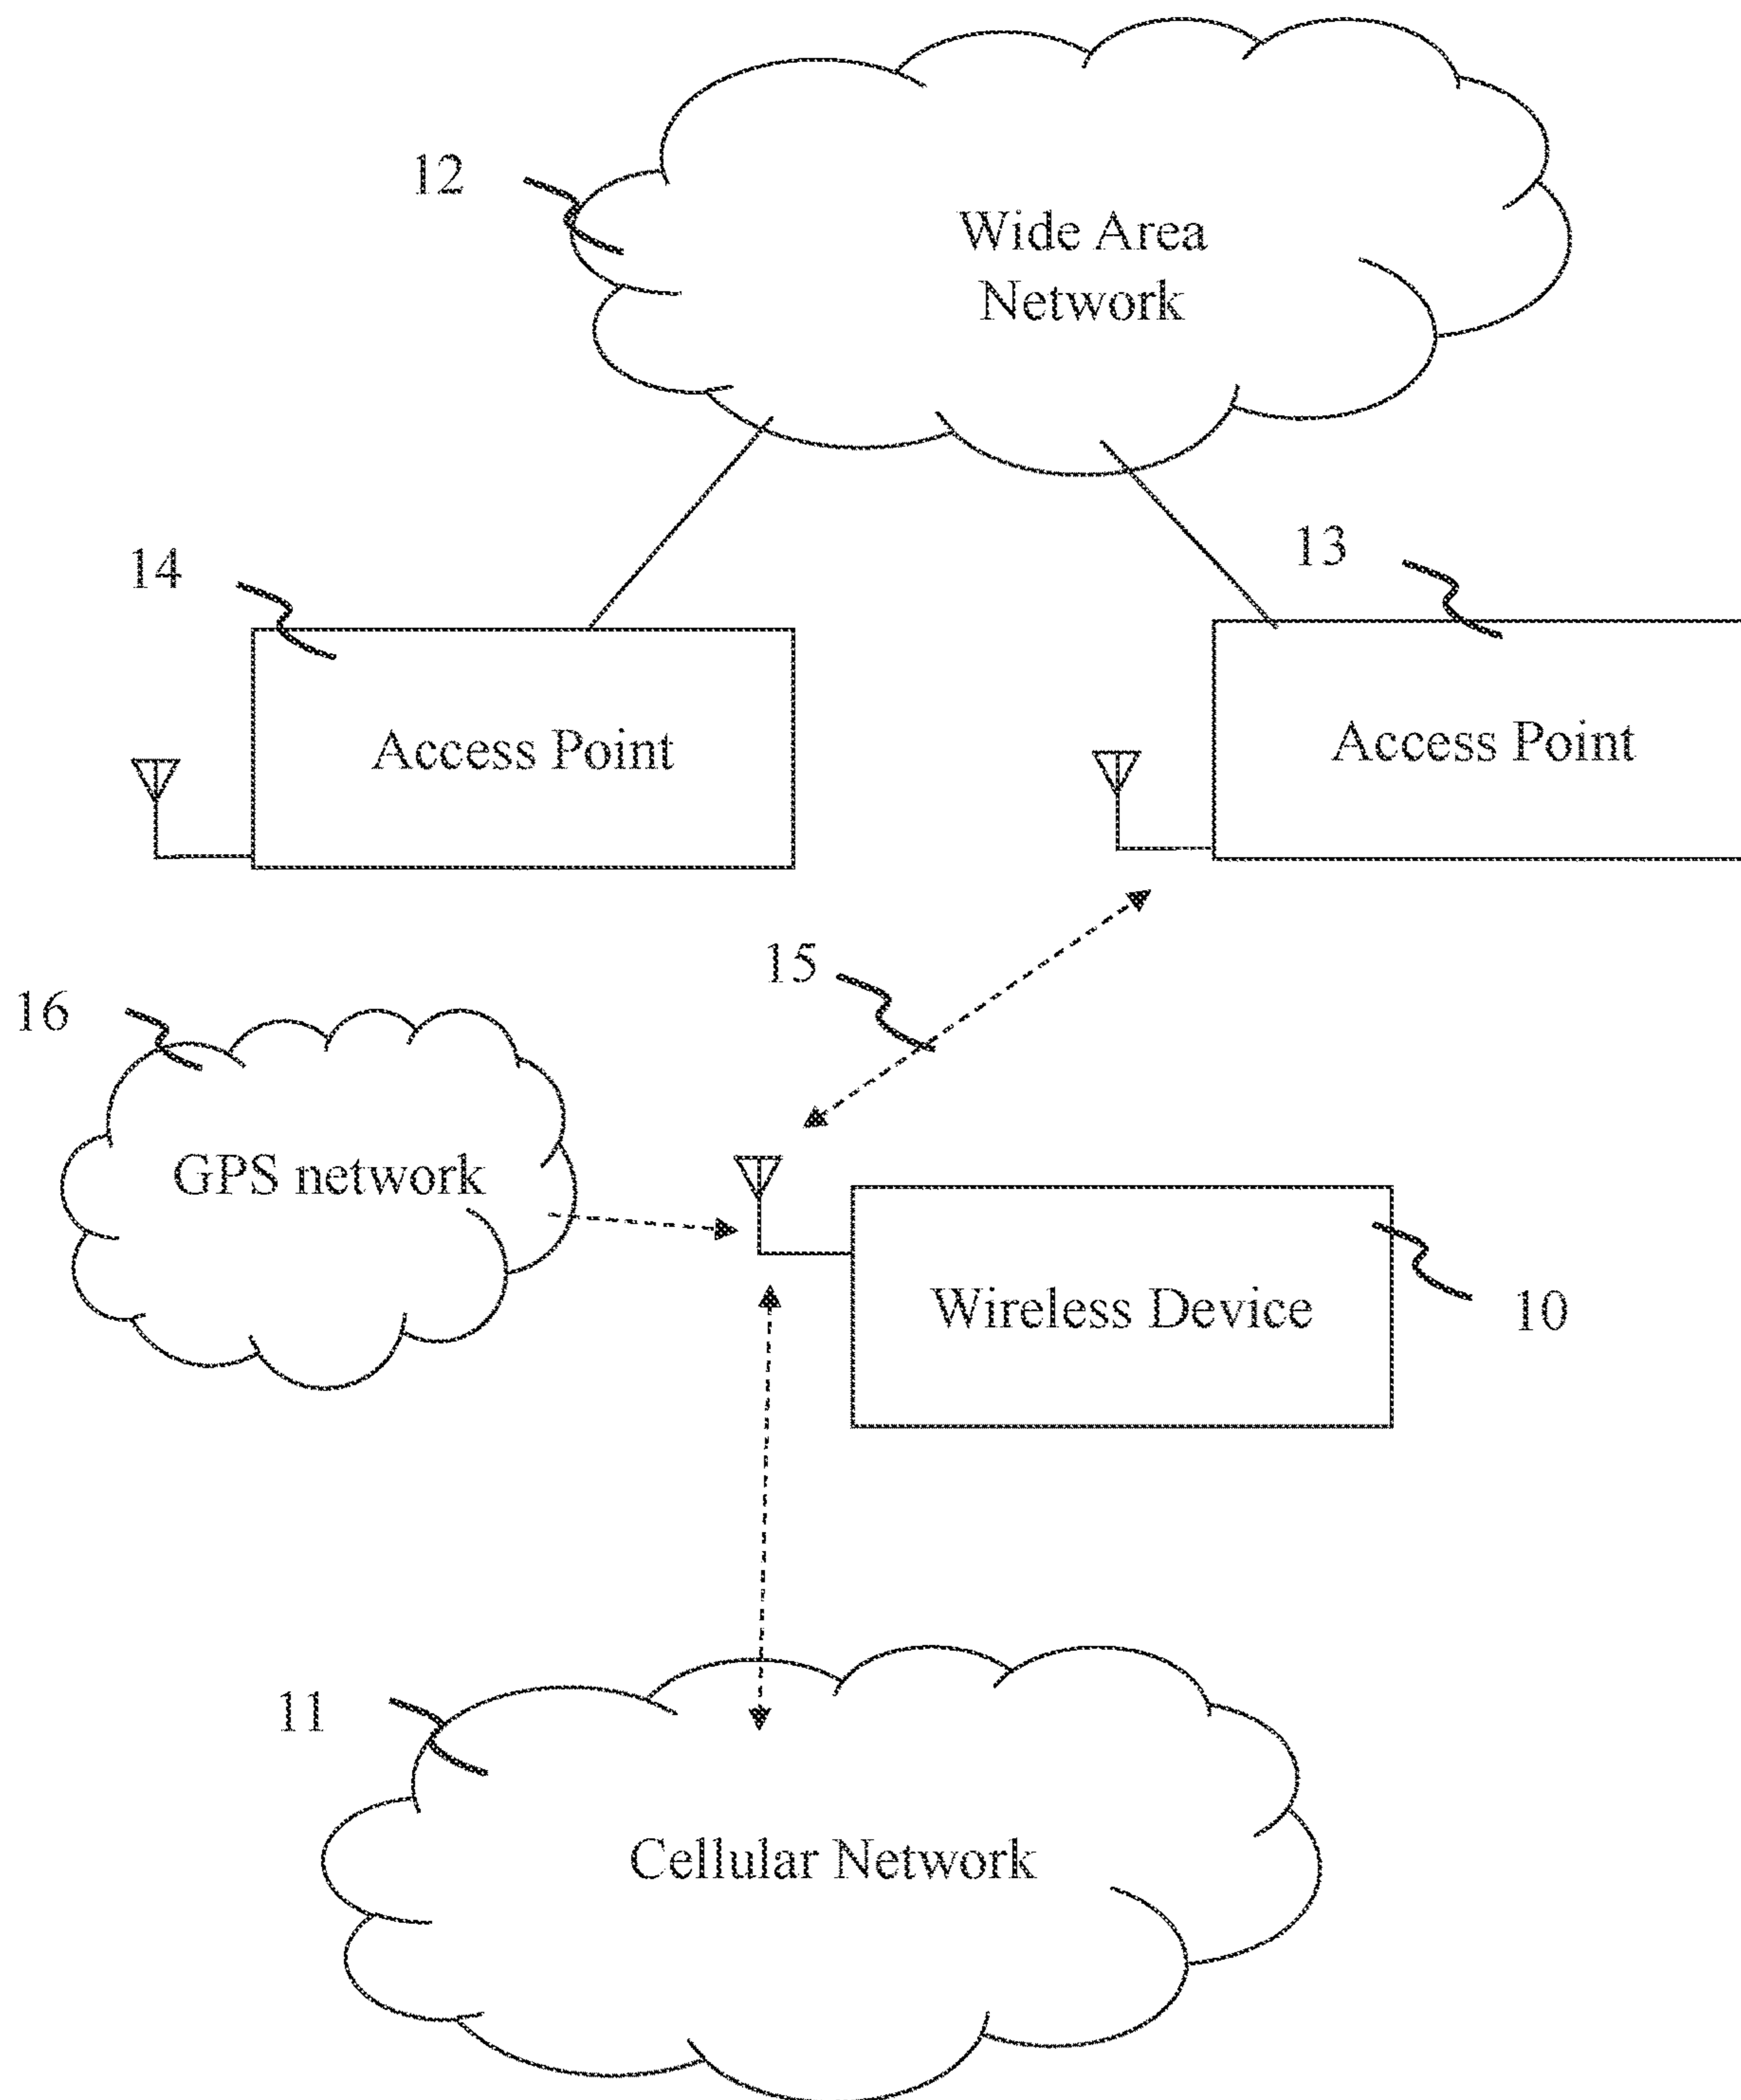 12
Wide Area
Network
14
13
Access Point
Access Point
15
16
GPS network
Wireless Device
10
11
Cellular Network